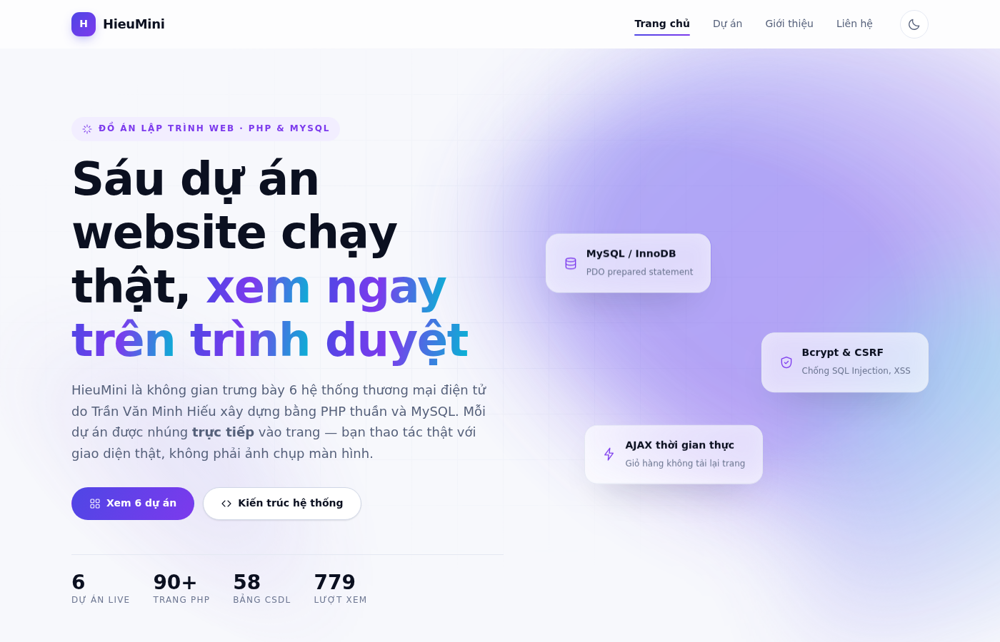 H HieuMini
Trang chủ Dự án Giới thiệu Liên hệ
ĐỒ ÁN LẬP TRÌNH WEB · PHP & MYSQL
Sáu dự án
website chạy
thật, xem ngay
trên trình duyệt
HieuMini là không gian trưng bày 6 hệ thống thương mại điện tử
do Trần Văn Minh Hiếu xây dựng bằng PHP thuần và MySQL. Mỗi
dự án được nhúng trực tiếp vào trang — bạn thao tác thật với
giao diện thật, không phải ảnh chụp màn hình.
Xem 6 dự án
Kiến trúc hệ thống
6
DỰ ÁN LIVE
90+
TRANG PHP
58
BẢNG CSDL
779
LƯỢT XEM
MySQL / InnoDB
PDO prepared statement
Bcrypt & CSRF
Chống SQL Injection, XSS
AJAX thời gian thực
Giỏ hàng không tải lại trang